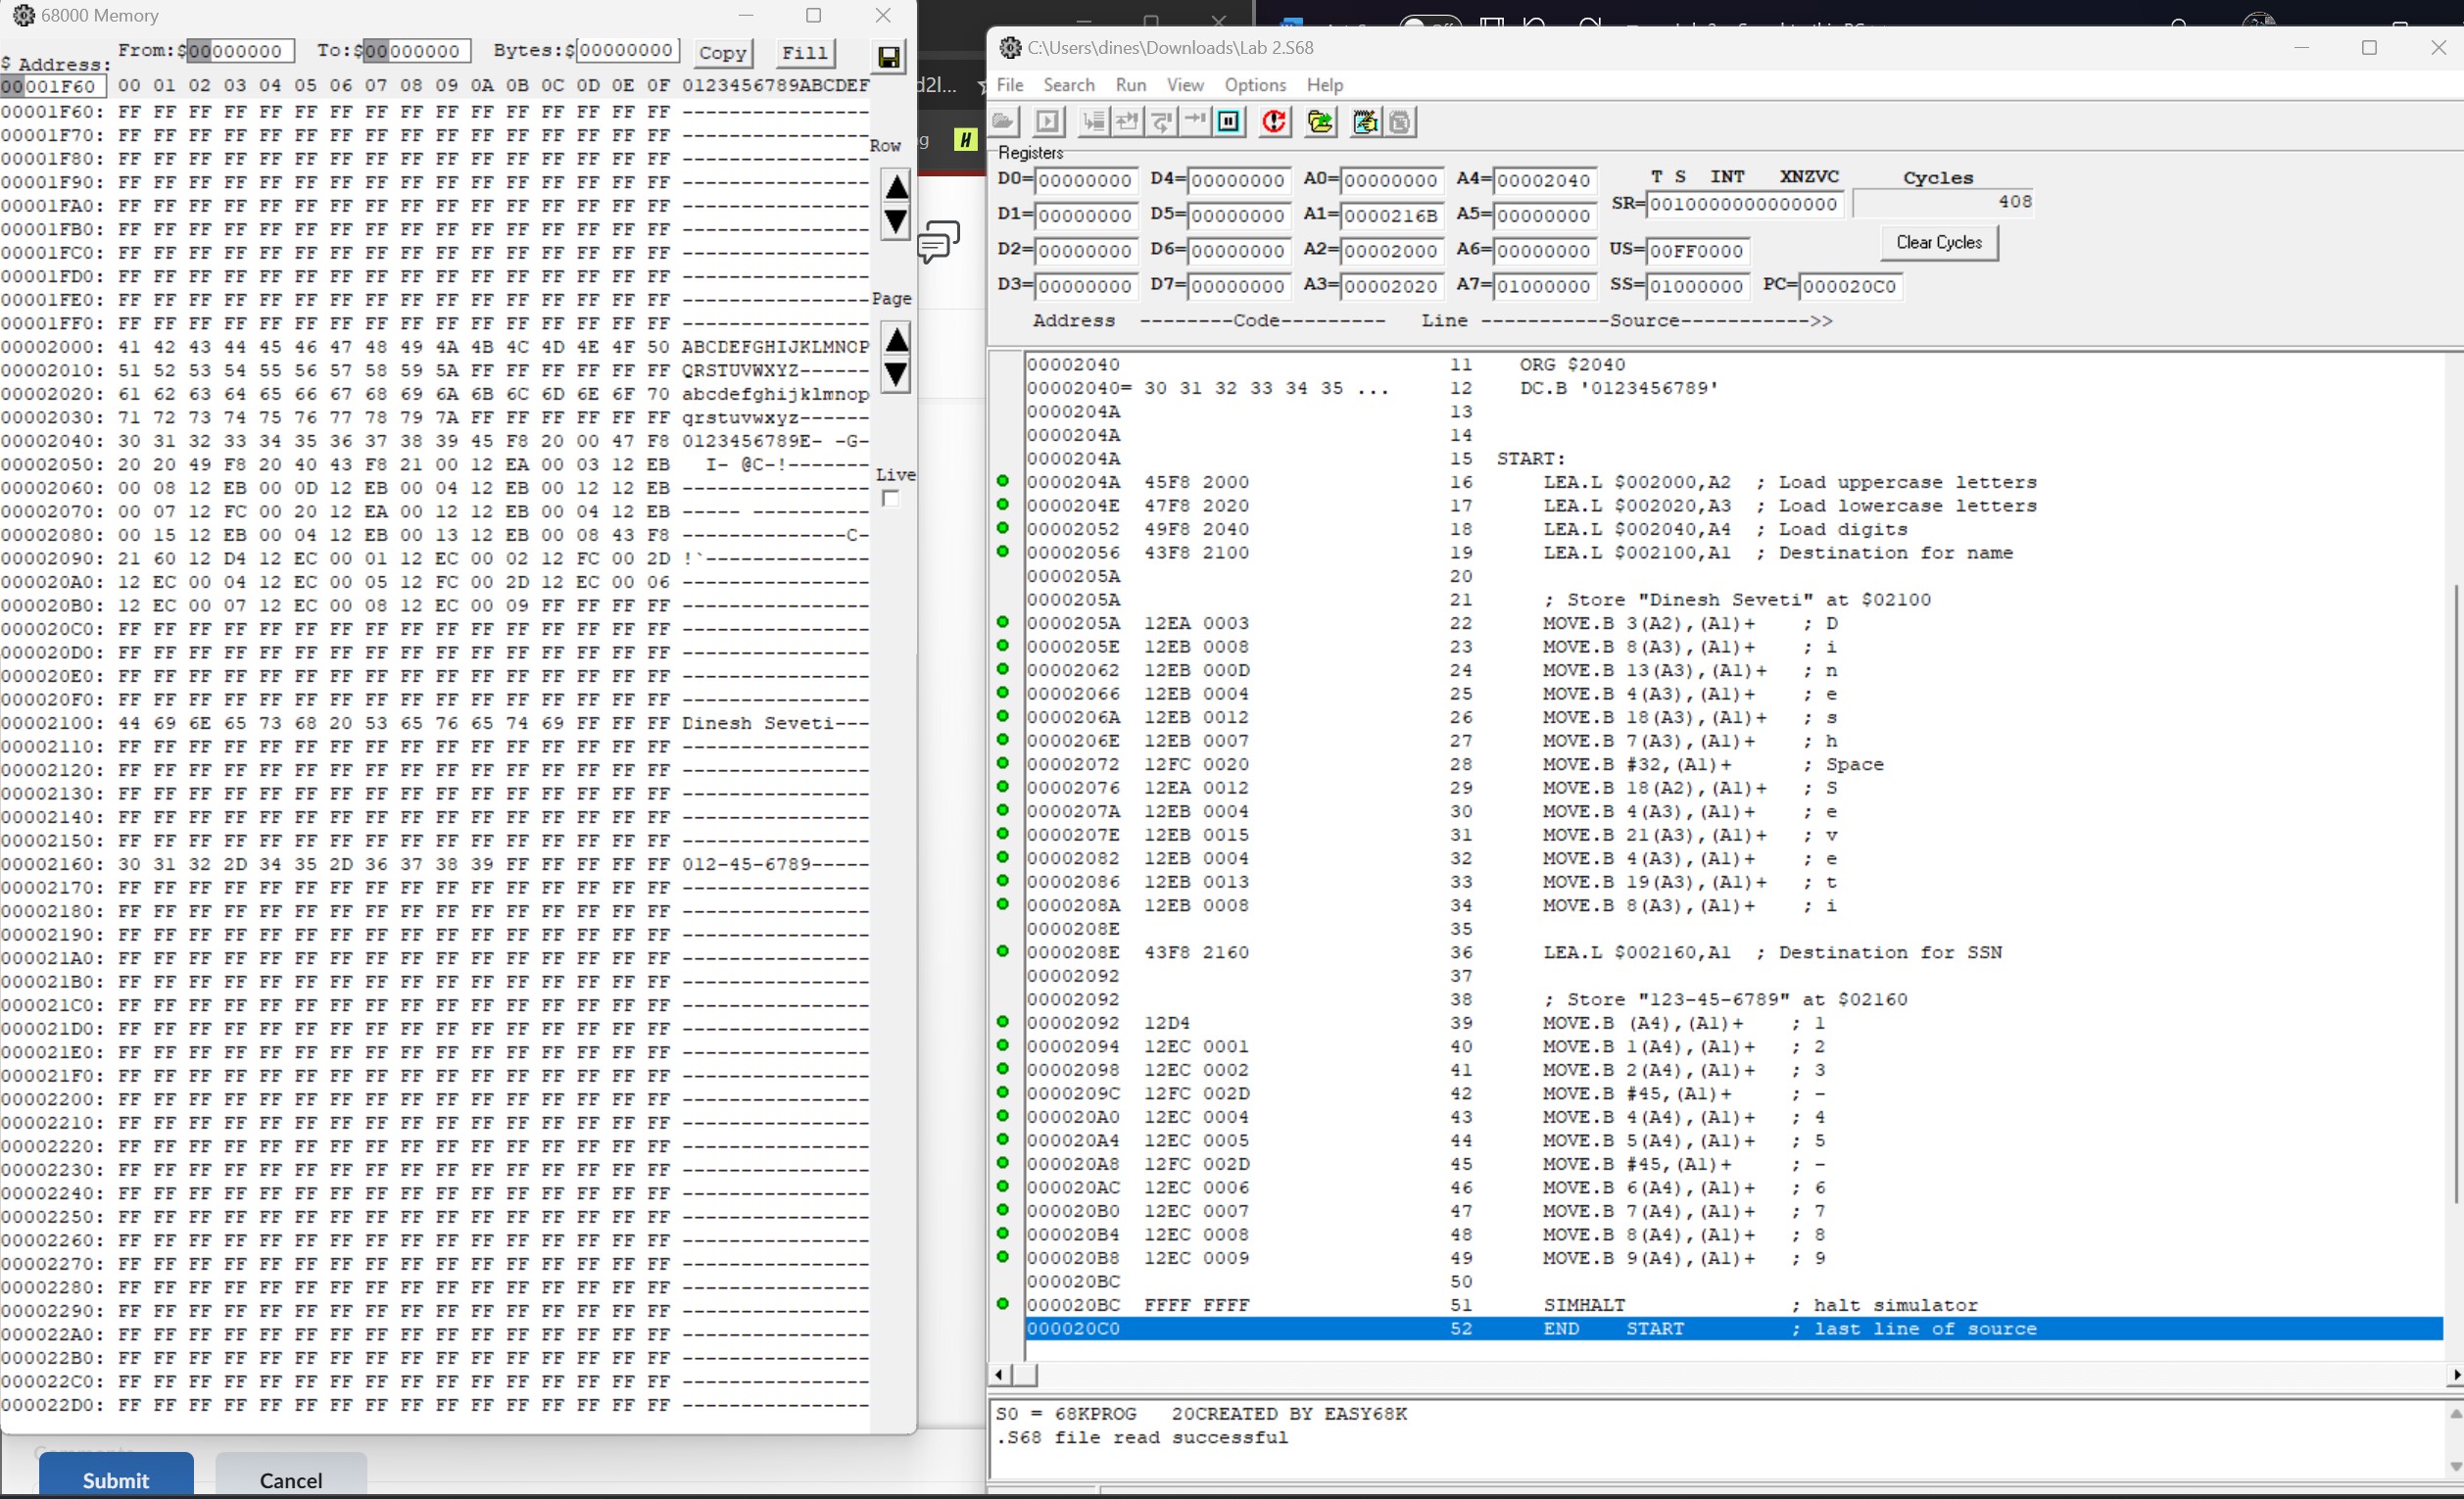 68000 Memory
From:$00000000 To:$00000000 Bytes:$00000000 Copy Fill
$ Address:
00001F60 00 01 02 03 04 05 06 07 08 09 0A 0B 0C 0D 0E 0F 0123456789ABCDEF
00001F60: FF FF FF FF FF FF FF FF FF FF FF FF FF FF FF FF ----------------
00001F70: FF FF FF FF FF FF FF FF FF FF FF FF FF FF FF FF ----------------
00001F80: FF FF FF FF FF FF FF FF FF FF FF FF FF FF FF FF ----------------
00001F90: FF FF FF FF FF FF FF FF FF FF FF FF FF FF FF FF ----------------
00001FA0: FF FF FF FF FF FF FF FF FF FF FF FF FF FF FF FF ----------------
00001FB0: FF FF FF FF FF FF FF FF FF FF FF FF FF FF FF FF ----------------
00001FC0: FF FF FF FF FF FF FF FF FF FF FF FF FF FF FF FF ----------------
00001FD0: FF FF FF FF FF FF FF FF FF FF FF FF FF FF FF FF ----------------
00001FE0: FF FF FF FF FF FF FF FF FF FF FF FF FF FF FF FF ----------------
00001FF0: FF FF FF FF FF FF FF FF FF FF FF FF FF FF FF FF ----------------
00002000: 41 42 43 44 45 46 47 48 49 4A 4B 4C 4D 4E 4F 50 ABCDEFGHIJKLMNOP
00002010: 51 52 53 54 55 56 57 58 59 5A FF FF FF FF FF FF QRSTUVWXYZ------
00002020: 61 62 63 64 65 66 67 68 69 6A 6B 6C 6D 6E 6F 70 abcdefghijklmnop
00002030: 71 72 73 74 75 76 77 78 79 7A FF FF FF FF FF FF qrstuvwxyz------
00002040: 30 31 32 33 34 35 36 37 38 39 45 F8 20 00 47 F8 0123456789E- -G-
00002050: 20 20 49 F8 20 40 43 F8 21 00 12 EA 00 03 12 EB   I- @C-!-------
00002060: 00 08 12 EB 00 0D 12 EB 00 04 12 EB 00 12 12 EB ----------------
00002070: 00 07 12 FC 00 20 12 EA 00 12 12 EB 00 04 12 EB ----- ----------
00002080: 00 15 12 EB 00 04 12 EB 00 13 12 EB 00 08 43 F8 --------------C-
00002090: 21 60 12 D4 12 EC 00 01 12 EC 00 02 12 FC 00 2D !`--------------
000020A0: 12 EC 00 04 12 EC 00 05 12 FC 00 2D 12 EC 00 06 ----------------
000020B0: 12 EC 00 07 12 EC 00 08 12 EC 00 09 FF FF FF FF ----------------
000020C0: FF FF FF FF FF FF FF FF FF FF FF FF FF FF FF FF ----------------
000020D0: FF FF FF FF FF FF FF FF FF FF FF FF FF FF FF FF ----------------
000020E0: FF FF FF FF FF FF FF FF FF FF FF FF FF FF FF FF ----------------
000020F0: FF FF FF FF FF FF FF FF FF FF FF FF FF FF FF FF ----------------
00002100: 44 69 6E 65 73 68 20 53 65 76 65 74 69 FF FF FF Dinesh Seveti---
00002110: FF FF FF FF FF FF FF FF FF FF FF FF FF FF FF FF ----------------
00002120: FF FF FF FF FF FF FF FF FF FF FF FF FF FF FF FF ----------------
00002130: FF FF FF FF FF FF FF FF FF FF FF FF FF FF FF FF ----------------
00002140: FF FF FF FF FF FF FF FF FF FF FF FF FF FF FF FF ----------------
00002150: FF FF FF FF FF FF FF FF FF FF FF FF FF FF FF FF ----------------
00002160: 30 31 32 2D 34 35 2D 36 37 38 39 FF FF FF FF FF 012-45-6789-----
00002170: FF FF FF FF FF FF FF FF FF FF FF FF FF FF FF FF ----------------
00002180: FF FF FF FF FF FF FF FF FF FF FF FF FF FF FF FF ----------------
00002190: FF FF FF FF FF FF FF FF FF FF FF FF FF FF FF FF ----------------
000021A0: FF FF FF FF FF FF FF FF FF FF FF FF FF FF FF FF ----------------
000021B0: FF FF FF FF FF FF FF FF FF FF FF FF FF FF FF FF ----------------
000021C0: FF FF FF FF FF FF FF FF FF FF FF FF FF FF FF FF ----------------
000021D0: FF FF FF FF FF FF FF FF FF FF FF FF FF FF FF FF ----------------
000021E0: FF FF FF FF FF FF FF FF FF FF FF FF FF FF FF FF ----------------
000021F0: FF FF FF FF FF FF FF FF FF FF FF FF FF FF FF FF ----------------
00002200: FF FF FF FF FF FF FF FF FF FF FF FF FF FF FF FF ----------------
00002210: FF FF FF FF FF FF FF FF FF FF FF FF FF FF FF FF ----------------
00002220: FF FF FF FF FF FF FF FF FF FF FF FF FF FF FF FF ----------------
00002230: FF FF FF FF FF FF FF FF FF FF FF FF FF FF FF FF ----------------
00002240: FF FF FF FF FF FF FF FF FF FF FF FF FF FF FF FF ----------------
00002250: FF FF FF FF FF FF FF FF FF FF FF FF FF FF FF FF ----------------
00002260: FF FF FF FF FF FF FF FF FF FF FF FF FF FF FF FF ----------------
00002270: FF FF FF FF FF FF FF FF FF FF FF FF FF FF FF FF ----------------
00002280: FF FF FF FF FF FF FF FF FF FF FF FF FF FF FF FF ----------------
00002290: FF FF FF FF FF FF FF FF FF FF FF FF FF FF FF FF ----------------
000022A0: FF FF FF FF FF FF FF FF FF FF FF FF FF FF FF FF ----------------
000022B0: FF FF FF FF FF FF FF FF FF FF FF FF FF FF FF FF ----------------
000022C0: FF FF FF FF FF FF FF FF FF FF FF FF FF FF FF FF ----------------
000022D0: FF FF FF FF FF FF FF FF FF FF FF FF FF FF FF FF ----------------
Row
Page
Live
Submit Cancel
d2l...
g H
C:\Users\dines\Downloads\Lab 2.S68
File Search Run View Options Help
Registers
D0=00000000 D4=00000000 A0=00000000 A4=00002040 T S INT XNZVC Cycles
D1=00000000 D5=00000000 A1=0000216B A5=00000000 SR=0010000000000000 408
D2=00000000 D6=00000000 A2=00002000 A6=00000000 US=00FF0000 Clear Cycles
D3=00000000 D7=00000000 A3=00002020 A7=01000000 SS=01000000 PC=000020C0
Address --------Code--------- Line -----------Source----------->>
00002040 11 ORG $2040
00002040= 30 31 32 33 34 35 ... 12 DC.B '0123456789'
0000204A 13
0000204A 14
0000204A 15 START:
0000204A 45F8 2000 16 LEA.L $002000,A2 ; Load uppercase letters
0000204E 47F8 2020 17 LEA.L $002020,A3 ; Load lowercase letters
00002052 49F8 2040 18 LEA.L $002040,A4 ; Load digits
00002056 43F8 2100 19 LEA.L $002100,A1 ; Destination for name
0000205A 20
0000205A 21 ; Store "Dinesh Seveti" at $02100
0000205A 12EA 0003 22 MOVE.B 3(A2),(A1)+ ; D
0000205E 12EB 0008 23 MOVE.B 8(A3),(A1)+ ; i
00002062 12EB 000D 24 MOVE.B 13(A3),(A1)+ ; n
00002066 12EB 0004 25 MOVE.B 4(A3),(A1)+ ; e
0000206A 12EB 0012 26 MOVE.B 18(A3),(A1)+ ; s
0000206E 12EB 0007 27 MOVE.B 7(A3),(A1)+ ; h
00002072 12FC 0020 28 MOVE.B #32,(A1)+ ; Space
00002076 12EA 0012 29 MOVE.B 18(A2),(A1)+ ; S
0000207A 12EB 0004 30 MOVE.B 4(A3),(A1)+ ; e
0000207E 12EB 0015 31 MOVE.B 21(A3),(A1)+ ; v
00002082 12EB 0004 32 MOVE.B 4(A3),(A1)+ ; e
00002086 12EB 0013 33 MOVE.B 19(A3),(A1)+ ; t
0000208A 12EB 0008 34 MOVE.B 8(A3),(A1)+ ; i
0000208E 35
0000208E 43F8 2160 36 LEA.L $002160,A1 ; Destination for SSN
00002092 37
00002092 38 ; Store "123-45-6789" at $02160
00002092 12D4 39 MOVE.B (A4),(A1)+ ; 1
00002094 12EC 0001 40 MOVE.B 1(A4),(A1)+ ; 2
00002098 12EC 0002 41 MOVE.B 2(A4),(A1)+ ; 3
0000209C 12FC 002D 42 MOVE.B #45,(A1)+ ; -
000020A0 12EC 0004 43 MOVE.B 4(A4),(A1)+ ; 4
000020A4 12EC 0005 44 MOVE.B 5(A4),(A1)+ ; 5
000020A8 12FC 002D 45 MOVE.B #45,(A1)+ ; -
000020AC 12EC 0006 46 MOVE.B 6(A4),(A1)+ ; 6
000020B0 12EC 0007 47 MOVE.B 7(A4),(A1)+ ; 7
000020B4 12EC 0008 48 MOVE.B 8(A4),(A1)+ ; 8
000020B8 12EC 0009 49 MOVE.B 9(A4),(A1)+ ; 9
000020BC 50
000020BC FFFF FFFF 51 SIMHALT ; halt simulator
000020C0 52 END START ; last line of source
S0 = 68KPROG 20CREATED BY EASY68K
.S68 file read successful